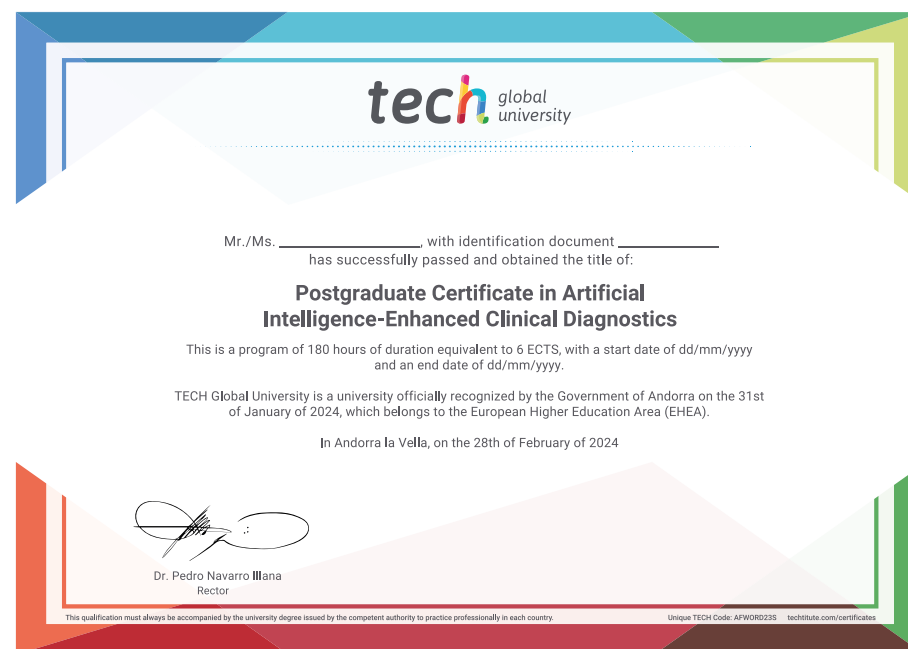 tech global university
Mr./Ms. ____________________, with identification document ______________
has successfully passed and obtained the title of:
Postgraduate Certificate in Artificial
Intelligence-Enhanced Clinical Diagnostics
This is a program of 180 hours of duration equivalent to 6 ECTS, with a start date of dd/mm/yyyy
and an end date of dd/mm/yyyy.
TECH Global University is a university officially recognized by the Government of Andorra on the 31st
of January of 2024, which belongs to the European Higher Education Area (EHEA).
In Andorra la Vella, on the 28th of February of 2024
Dr. Pedro Navarro Illana
Rector
This qualification must always be accompanied by the university degree issued by the competent authority to practice professionally in each country.
Unique TECH Code: AFWORD23S techtitute.com/certificates